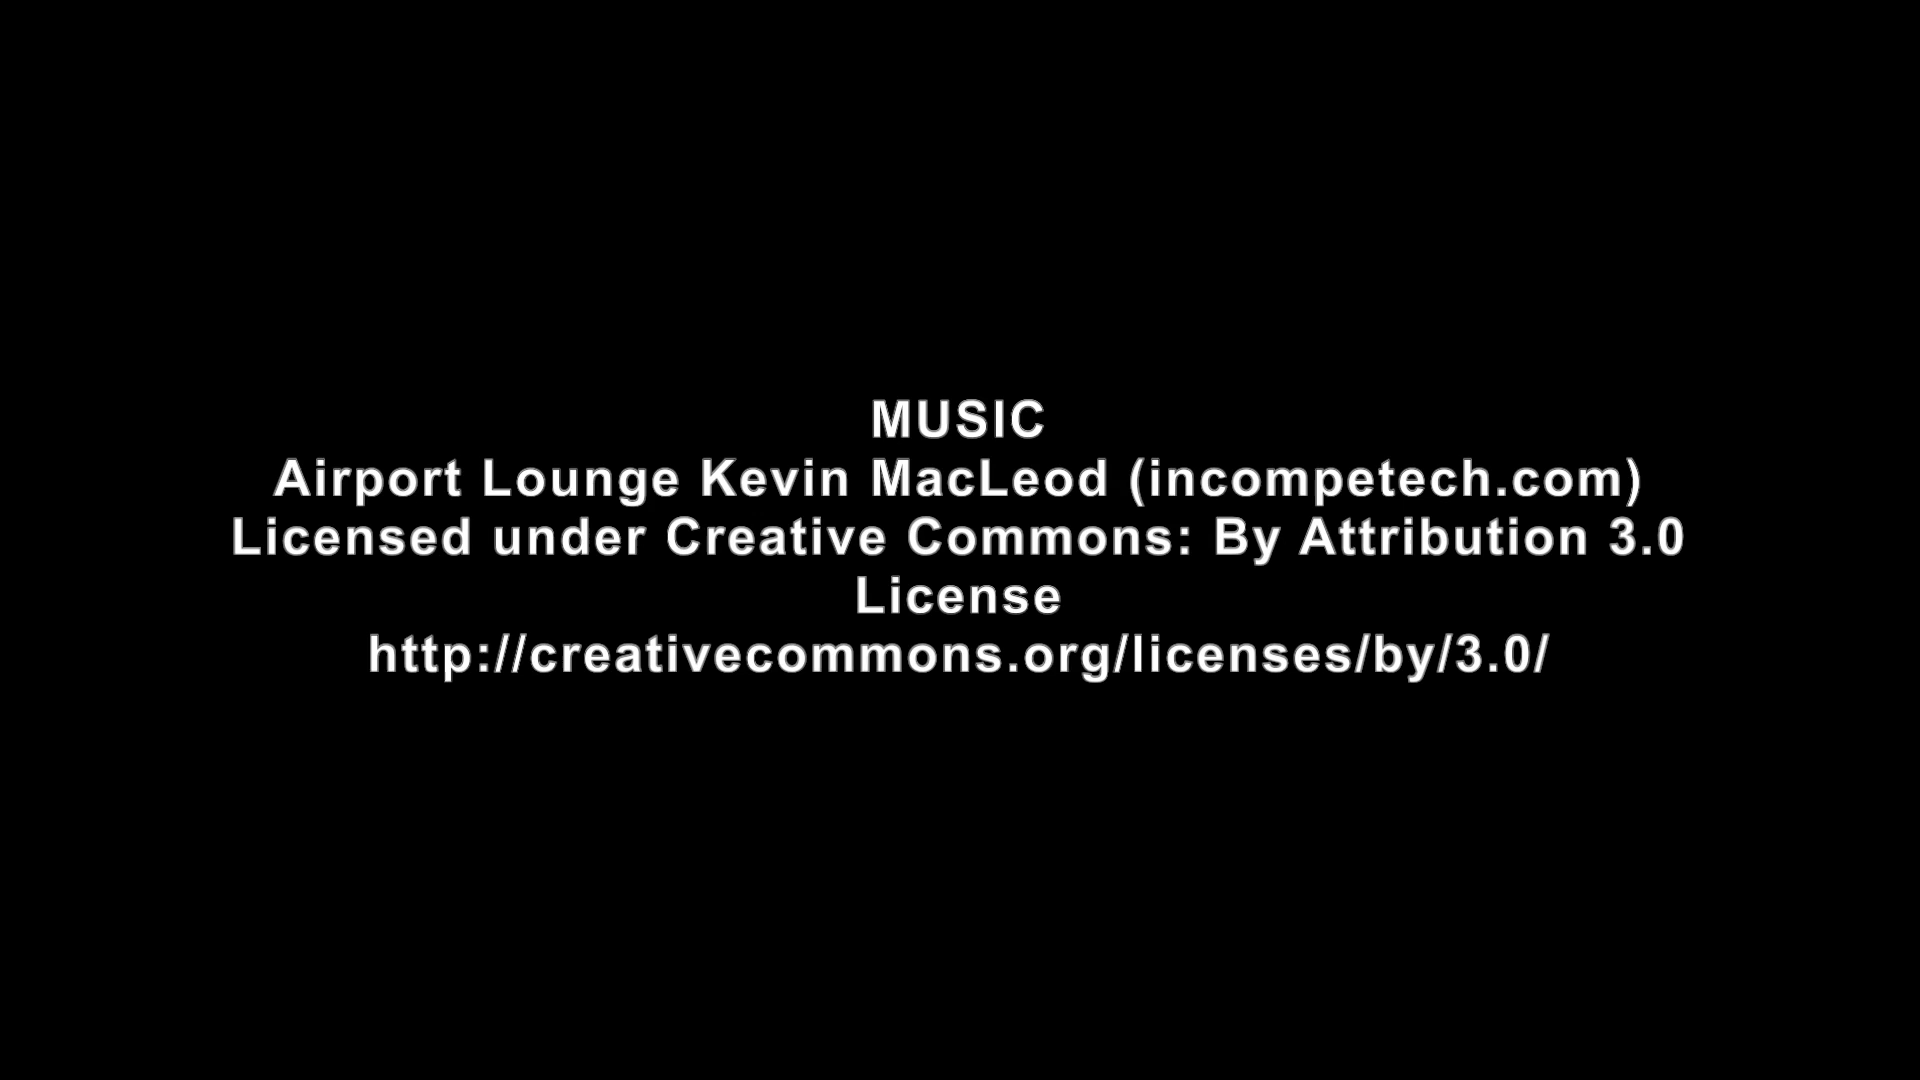 MUSIC
Airport Lounge Kevin MacLeod (incompetech.com)
Licensed under Creative Commons: By Attribution 3.0
License
http://creativecommons.org/licenses/by/3.0/